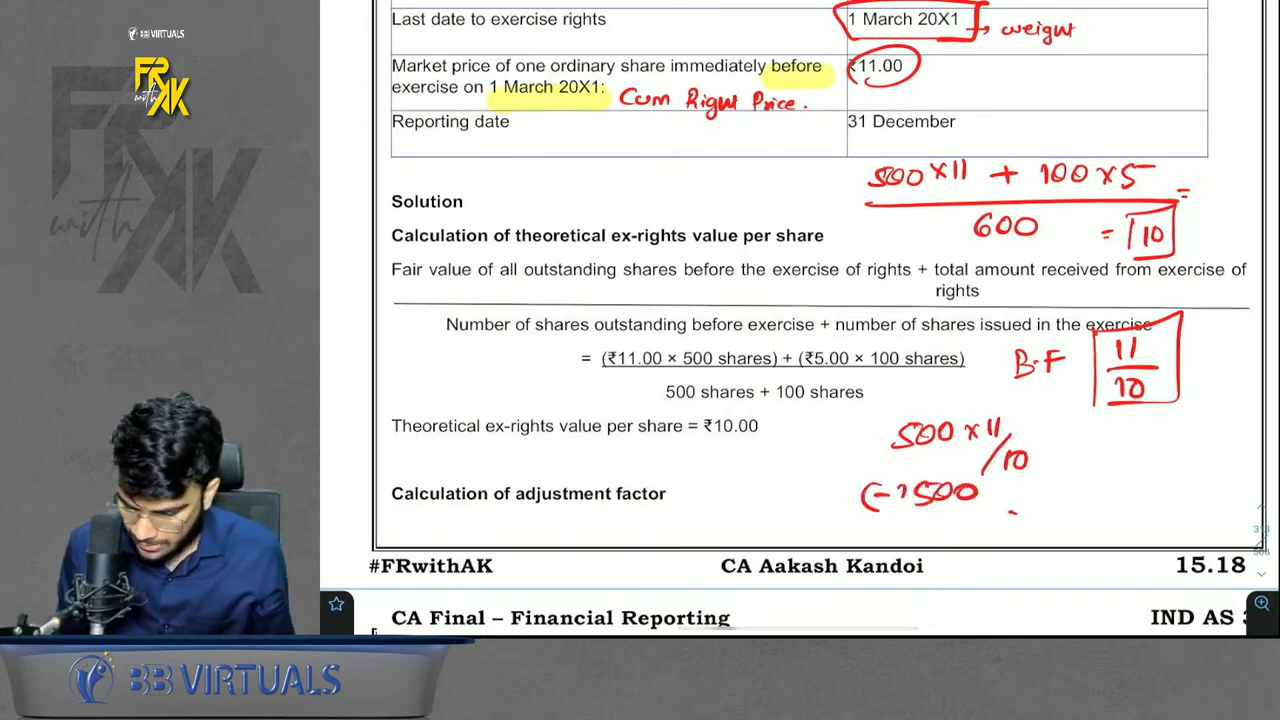 BB VIRTUALS
FR
with
AK
Last date to exercise rights
1 March 20X1
→ weight
Market price of one ordinary share immediately before
exercise on 1 March 20X1:
₹11.00
Cum Right Price.
Reporting date
31 December
500 × 11 + 100 × 5 =
600
= 10
Solution
Calculation of theoretical ex-rights value per share
Fair value of all outstanding shares before the exercise of rights + total amount received from exercise of
rights
Number of shares outstanding before exercise + number of shares issued in the exercise
= (₹11.00 × 500 shares) + (₹5.00 × 100 shares)
500 shares + 100 shares
B.F 11
10
Theoretical ex-rights value per share = ₹10.00
500 × 11/10
Calculation of adjustment factor
(-) 500
#FRwithAK
CA Aakash Kandoi
15.18
CA Final – Financial Reporting
IND AS 3
BB VIRTUALS